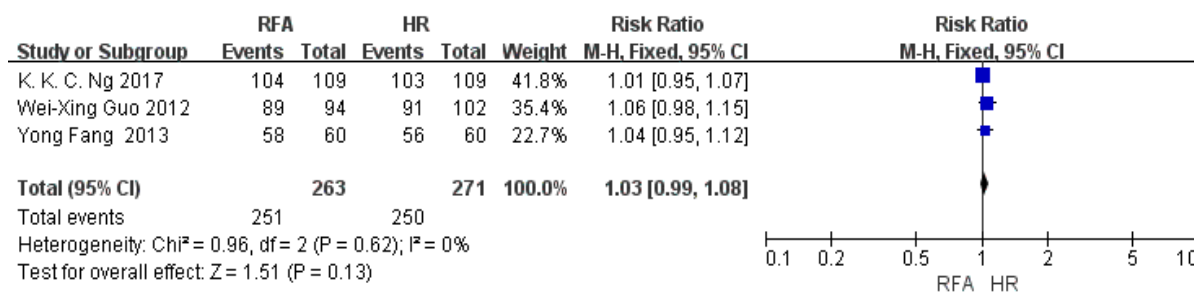 RFA HR Risk Ratio Risk Ratio
Study or Subgroup Events Total Events Total Weight M-H, Fixed, 95% CI M-H, Fixed, 95% CI
K. K. C. Ng 2017 104 109 103 109 41.8% 1.01 [0.95, 1.07]
Wei-Xing Guo 2012 89 94 91 102 35.4% 1.06 [0.98, 1.15]
Yong Fang 2013 58 60 56 60 22.7% 1.04 [0.95, 1.12]
Total (95% CI) 263 271 100.0% 1.03 [0.99, 1.08]
Total events 251 250
Heterogeneity: Chi² = 0.96, df = 2 (P = 0.62); I² = 0%
Test for overall effect: Z = 1.51 (P = 0.13)
0.1 0.2 0.5 1 2 5 10
RFA HR